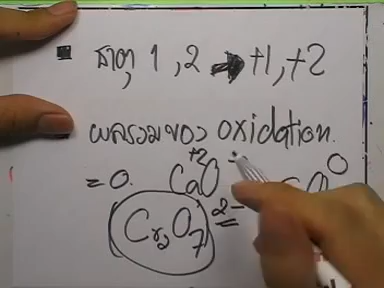 ธาตุ 1 , 2 → +1 , +2
ผลรวมของ oxidation
= 0. CaO +2 - O
Cr₂O₇ 2-